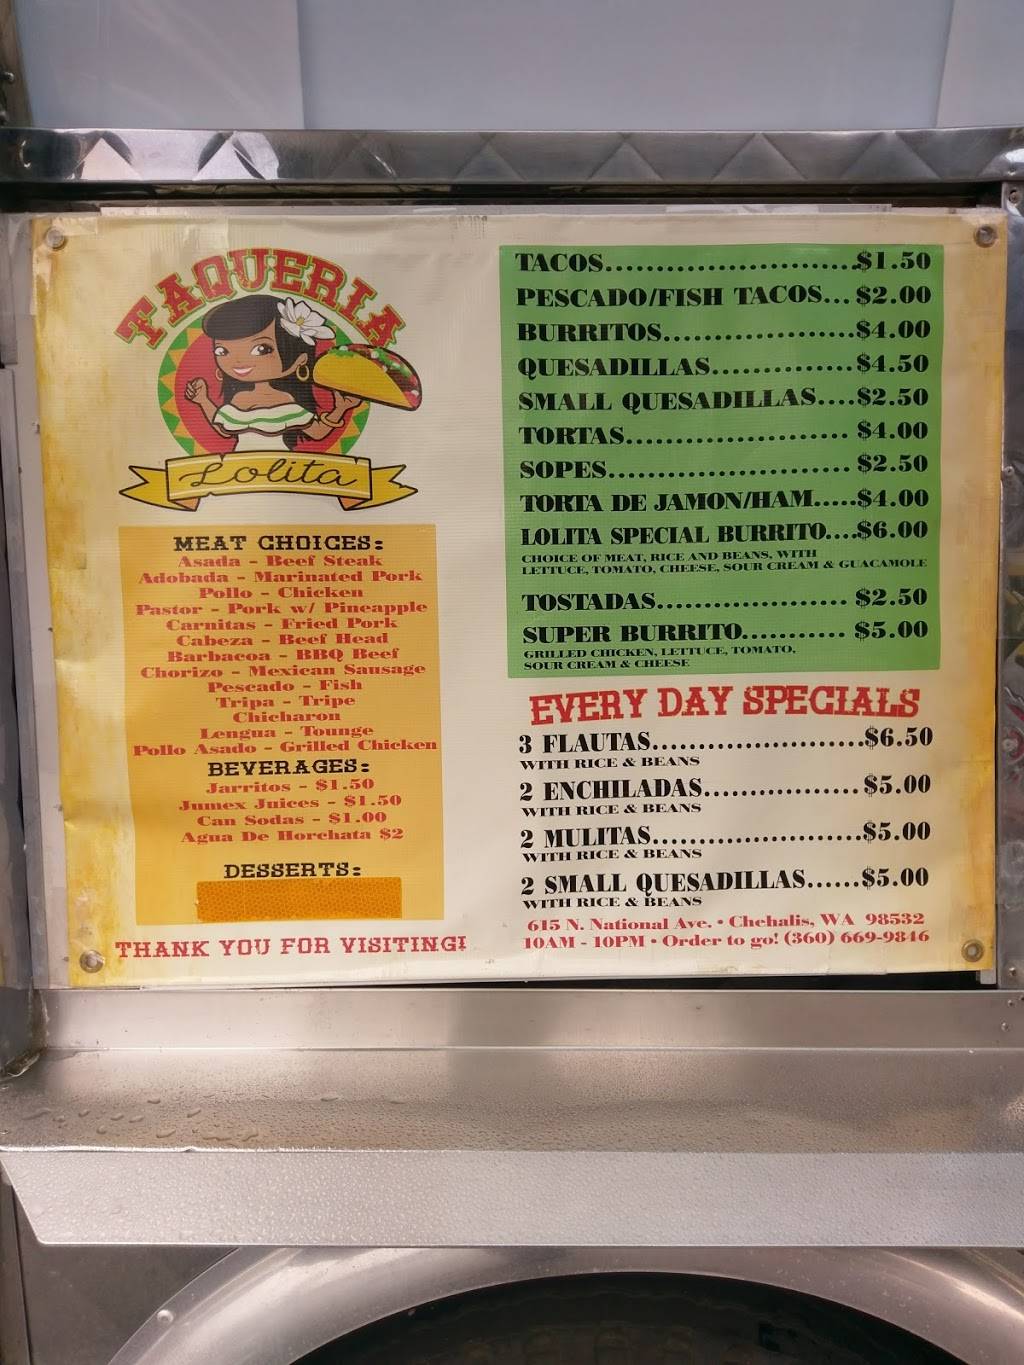 TAQUERIA
Lolita
MEAT CHOICES:
Asada - Beef Steak
Adobada - Marinated Pork
Pollo - Chicken
Pastor - Pork w/ Pineapple
Carnitas - Fried Pork
Cabeza - Beef Head
Barbacoa - BBQ Beef
Chorizo - Mexican Sausage
Pescado - Fish
Tripa - Tripe
Chicharon
Lengua - Tounge
Pollo Asado - Grilled Chicken
BEVERAGES:
Jarritos - $1.50
Jumex Juices - $1.50
Can Sodas - $1.00
Agua De Horchata $2
DESSERTS:
THANK YOU FOR VISITING!
TACOS.........................$1.50
PESCADO/FISH TACOS...$2.00
BURRITOS...................$4.00
QUESADILLAS..............$4.50
SMALL QUESADILLAS....$2.50
TORTAS...................... $4.00
SOPES........................ $2.50
TORTA DE JAMON/HAM.....$4.00
LOLITA SPECIAL BURRITO....$6.00
CHOICE OF MEAT, RICE AND BEANS, WITH
LETTUCE, TOMATO, CHEESE, SOUR CREAM & GUACAMOLE
TOSTADAS................... $2.50
SUPER BURRITO........... $5.00
GRILLED CHICKEN, LETTUCE, TOMATO,
SOUR CREAM & CHEESE
EVERY DAY SPECIALS
3 FLAUTAS.......................$6.50
WITH RICE & BEANS
2 ENCHILADAS.................$5.00
WITH RICE & BEANS
2 MULITAS.......................$5.00
WITH RICE & BEANS
2 SMALL QUESADILLAS......$5.00
WITH RICE & BEANS
615 N. National Ave. • Chehalis, WA 98532
10AM - 10PM • Order to go! (360) 669-9846